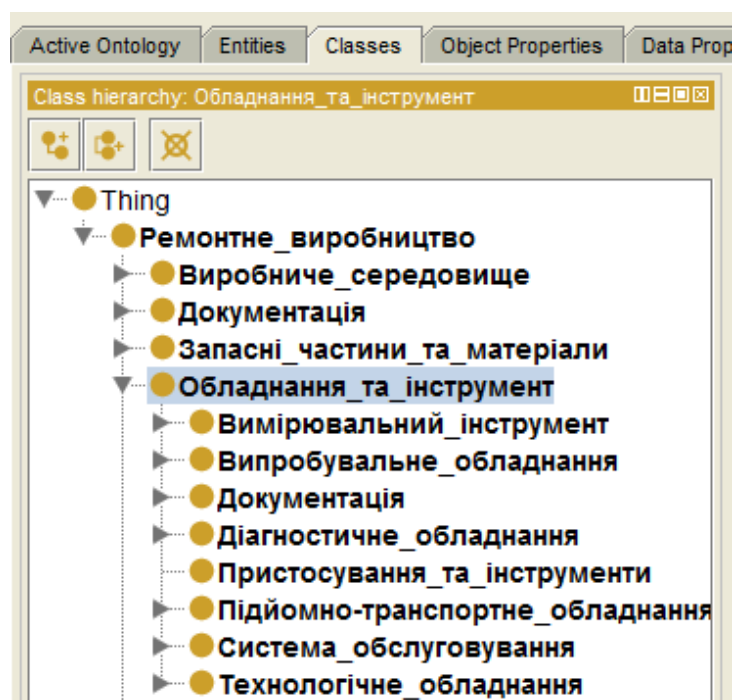 Active Ontology Entities Classes Object Properties Data Prop
Class hierarchy: Обладнання_та_інструмент
Thing
Ремонтне_виробництво
Виробниче_середовище
Документація
Запасні_частини_та_матеріали
Обладнання_та_інструмент
Вимірювальний_інструмент
Випробувальне_обладнання
Документація
Діагностичне_обладнання
Пристосування_та_інструменти
Підйомно-транспортне_обладнання
Система_обслуговування
Технологічне_обладнання